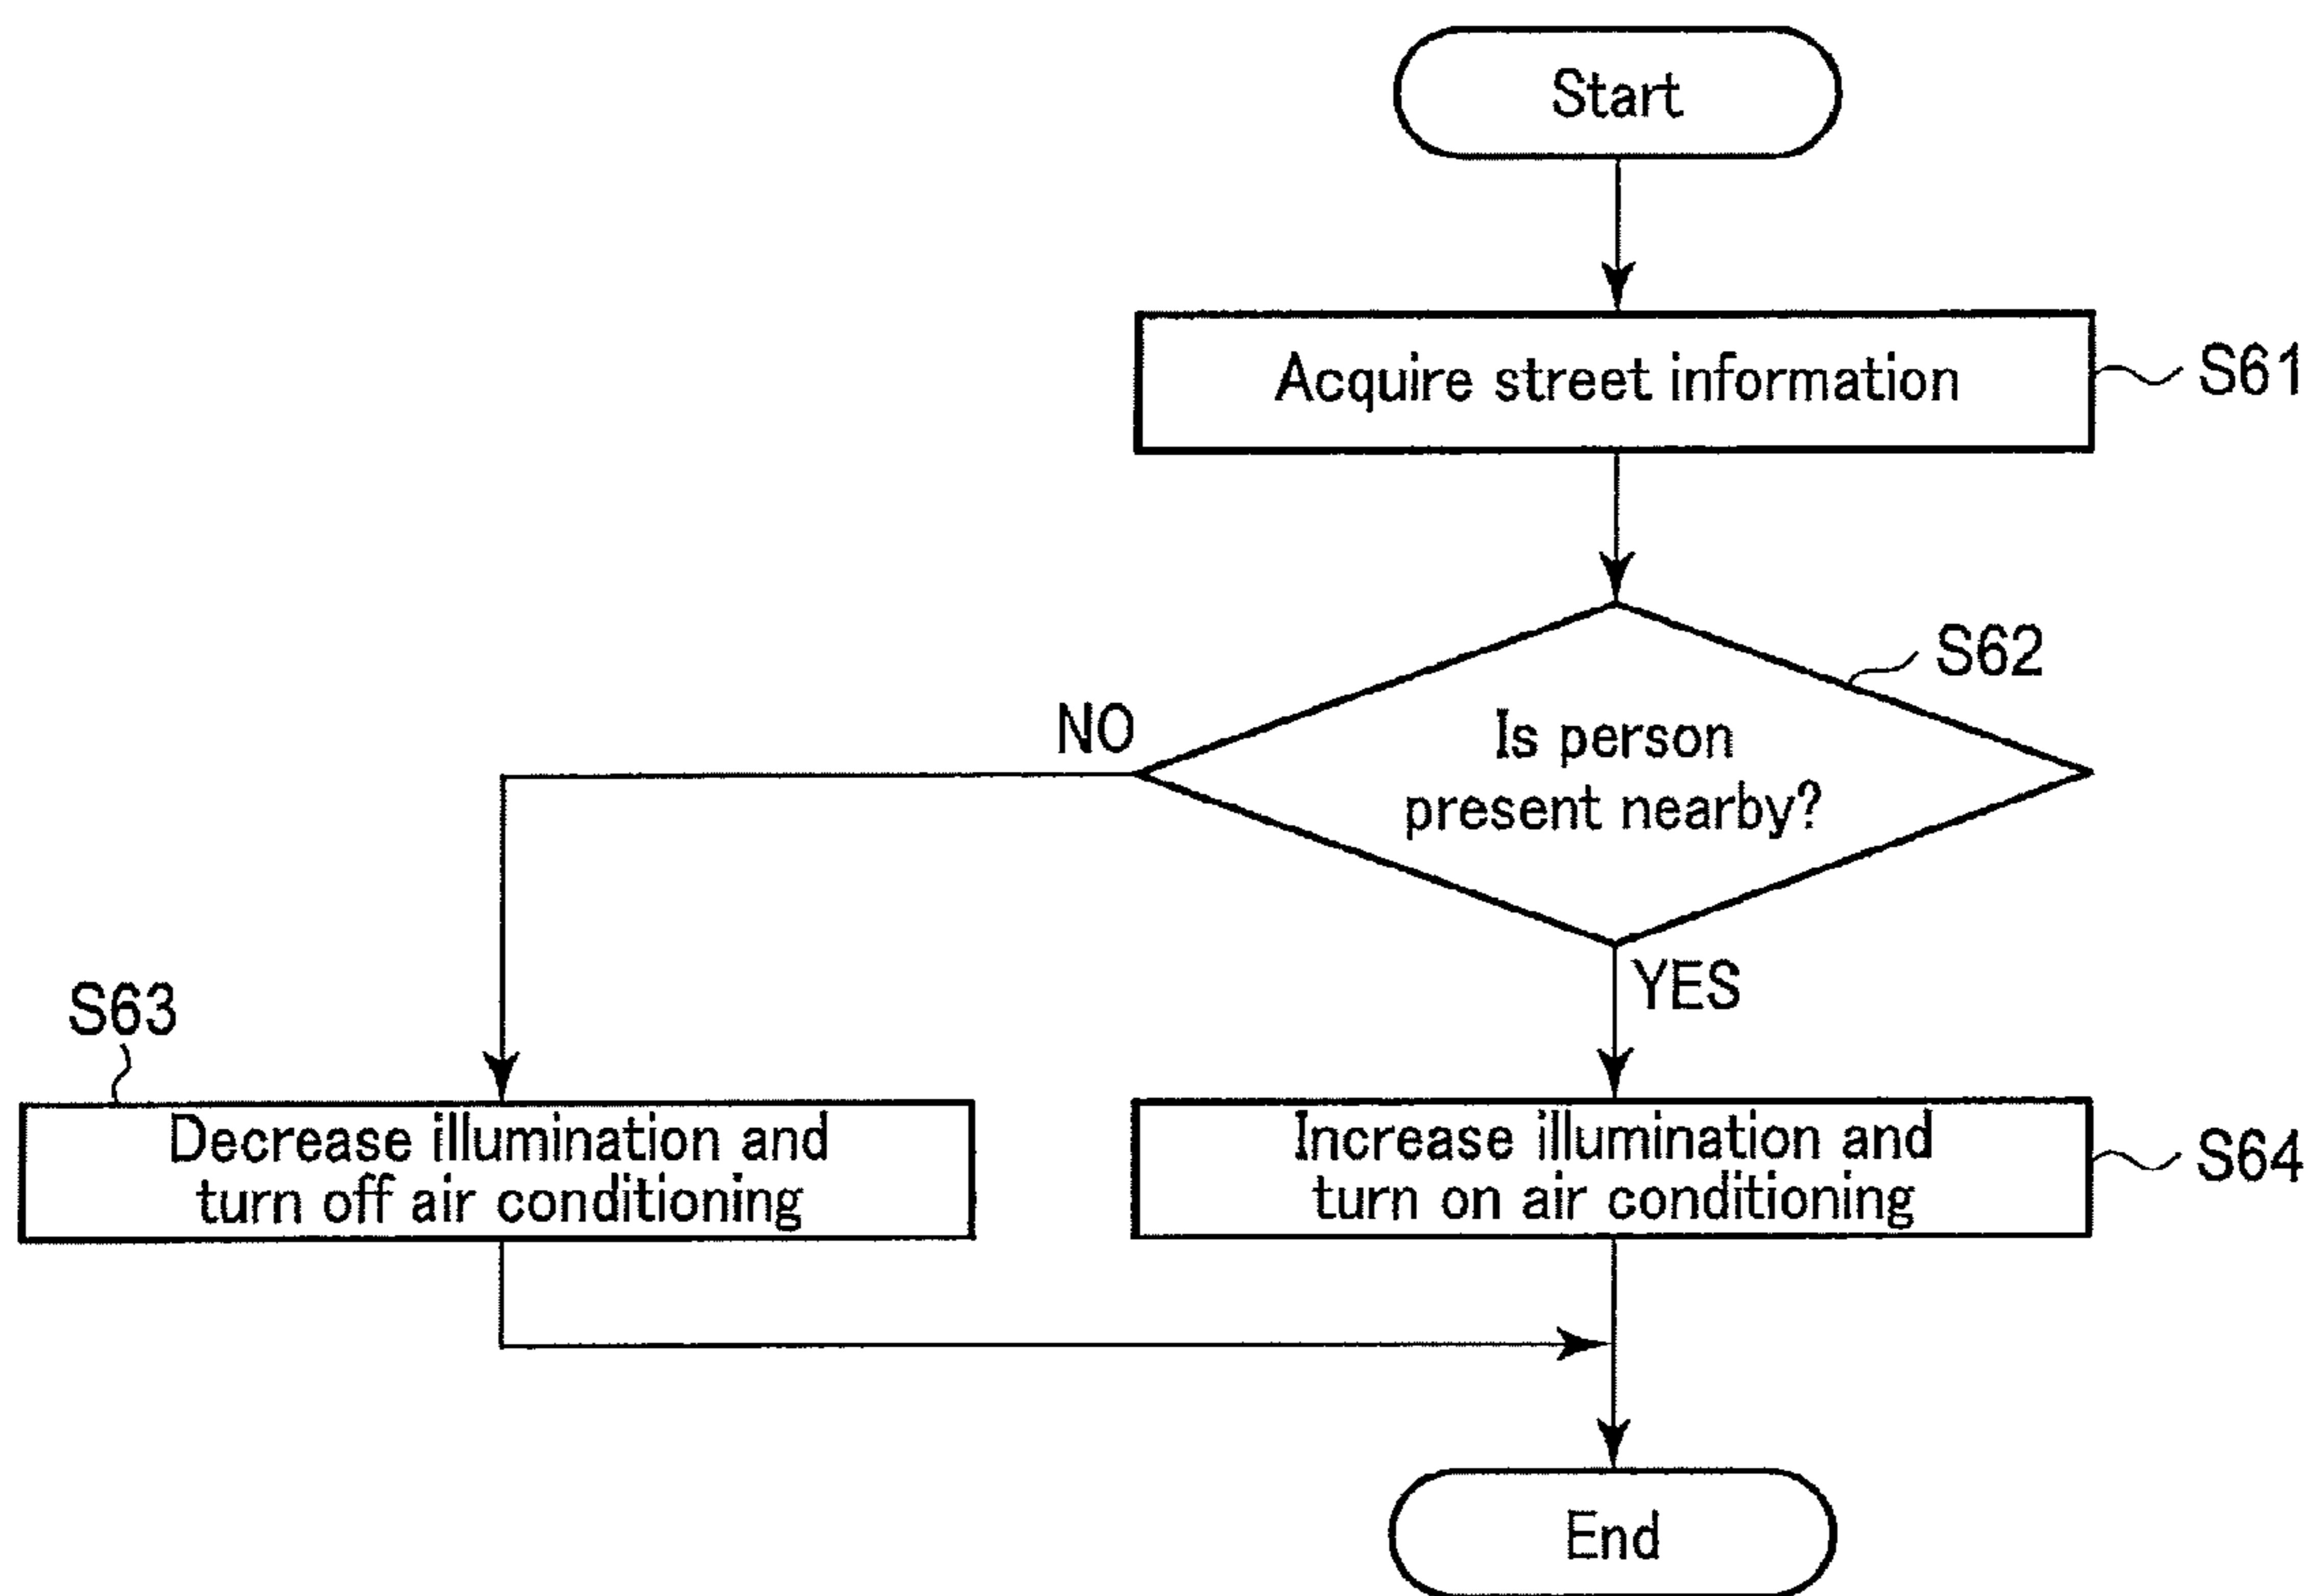 Start
Acquire street information
S61
S62
Is person
present nearby?
NO
YES
S63
Decrease illumination and
turn off air conditioning
Increase illumination and
turn on air conditioning
S64
End